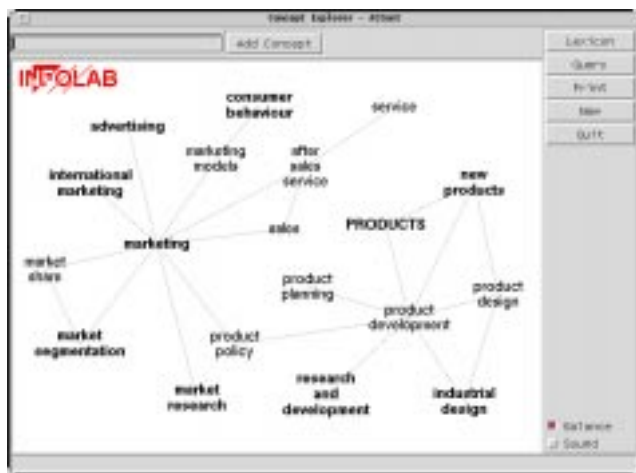 Concept Explorer -
Add Concept
Lexicon
Query
Print
New
Quit
INFOLAB
consumer
behaviour
service
advertising
marketing
models
after
sales
service
international
marketing
new
products
sales
PRODUCTS
marketing
market
share
product
planning
product
design
product
development
market
segmentation
product
policy
research
and
development
market
research
industrial
design
Balance
Sound